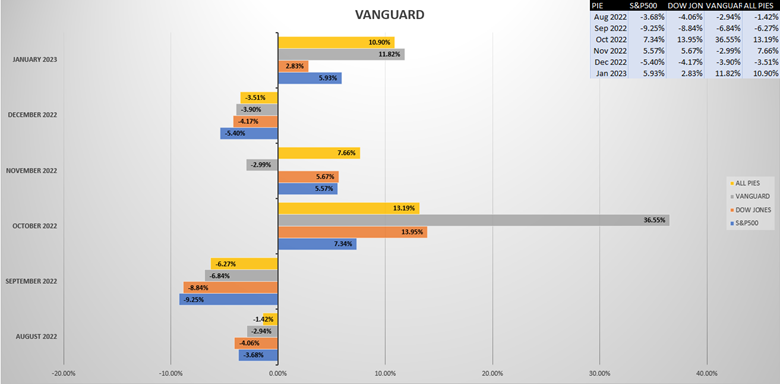 VANGUARD
PIE S&P500 DOW JON VANGUAF ALL PIES
Aug 2022 -3.68% -4.06% -2.94% -1.42%
Sep 2022 -9.25% -8.84% -6.84% -6.27%
Oct 2022 7.34% 13.95% 36.55% 13.19%
Nov 2022 5.57% 5.67% -2.99% 7.66%
Dec 2022 -5.40% -4.17% -3.90% -3.51%
Jan 2023 5.93% 2.83% 11.82% 10.90%
JANUARY 2023
10.90%
11.82%
2.83%
5.93%
DECEMBER 2022
-3.51%
-3.90%
-4.17%
-5.40%
NOVEMBER 2022
7.66%
-2.99%
5.67%
5.57%
OCTOBER 2022
13.19%
36.55%
13.95%
7.34%
SEPTEMBER 2022
-6.27%
-6.84%
-8.84%
-9.25%
AUGUST 2022
-1.42%
-2.94%
-4.06%
-3.68%
ALL PIES
VANGUARD
DOW JONES
S&P500
-20.00% -10.00% 0.00% 10.00% 20.00% 30.00% 40.00%